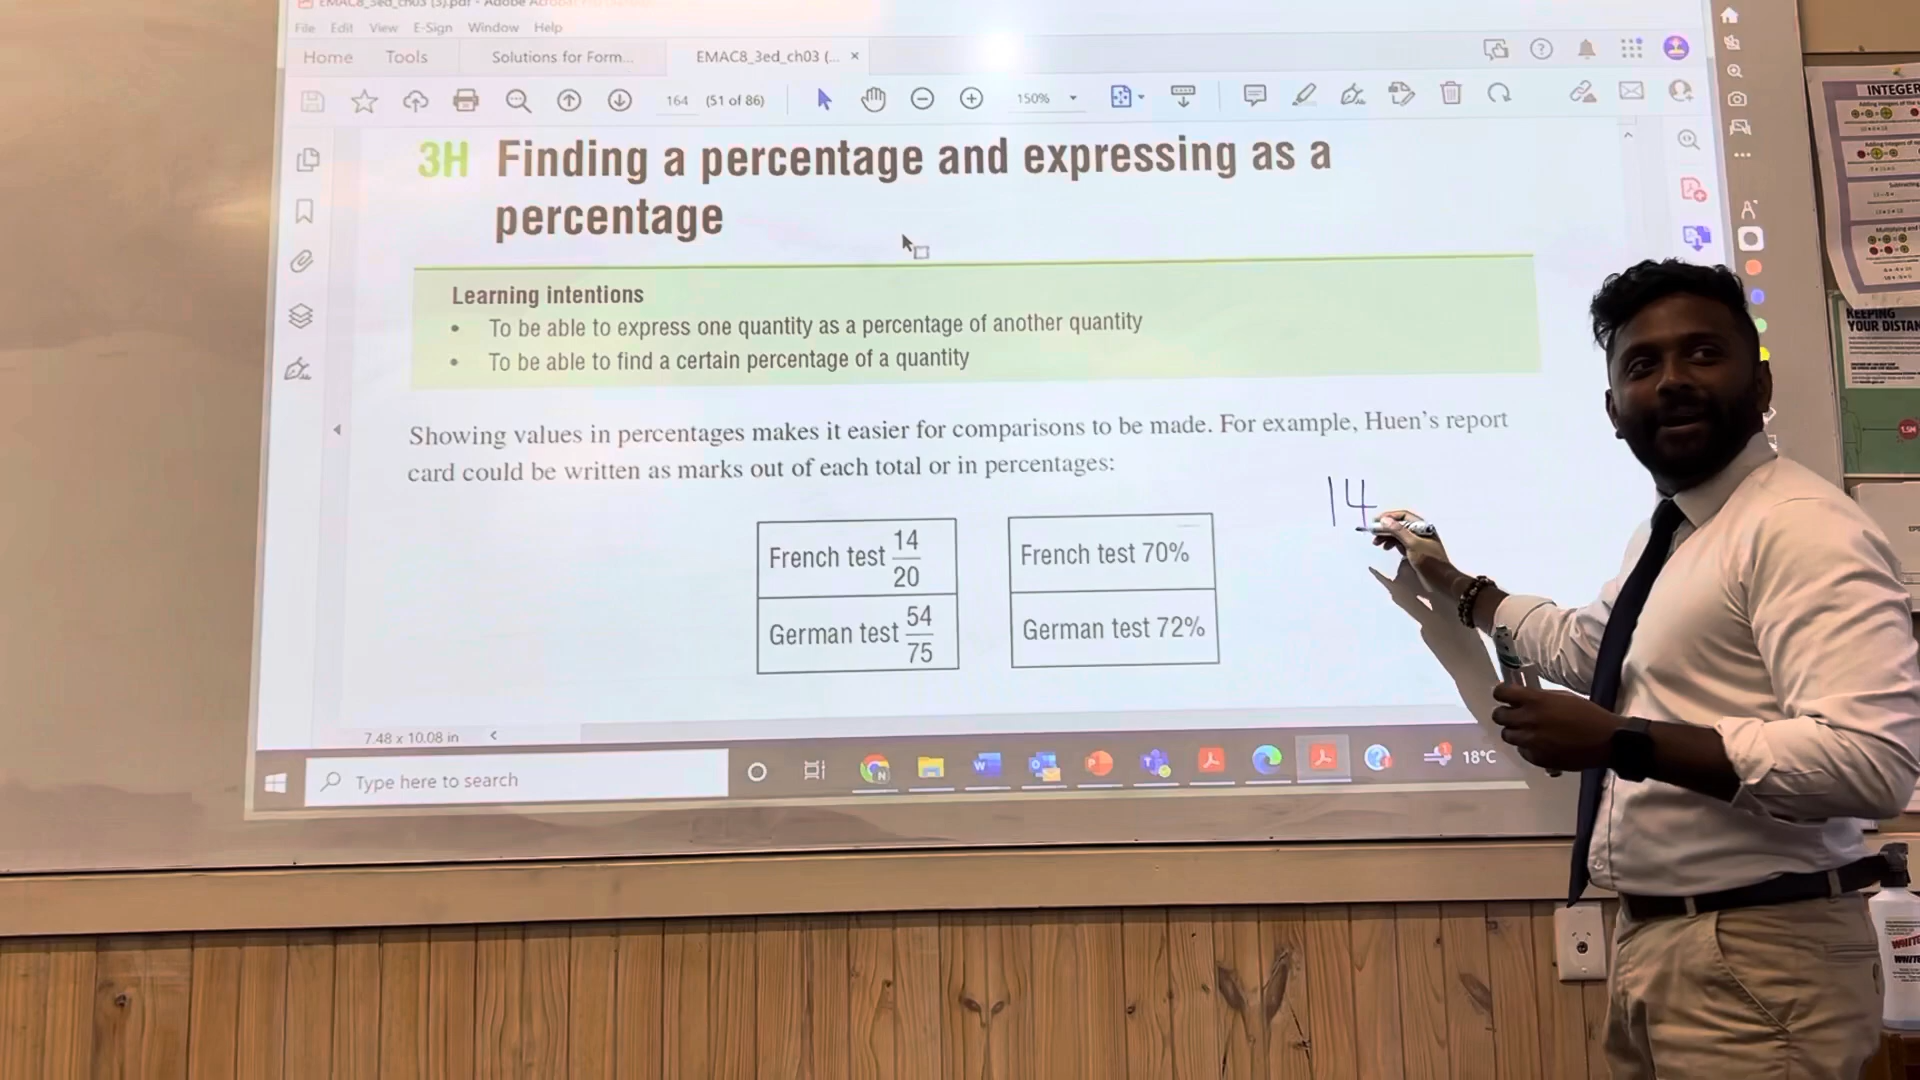 File Edit View E-Sign Window Help
Home Tools Solutions for Form... EMAC8_3ed_ch03 (... ×
164 (51 of 86) 150%
3H Finding a percentage and expressing as a
percentage
Learning intentions
• To be able to express one quantity as a percentage of another quantity
• To be able to find a certain percentage of a quantity
Showing values in percentages makes it easier for comparisons to be made. For example, Huen's report
card could be written as marks out of each total or in percentages:
French test 14/20
German test 54/75
French test 70%
German test 72%
14
7.48 x 10.08 in
Type here to search
18°C
INTEGER
KEEPING
YOUR DISTAN
1.5M
WHITE